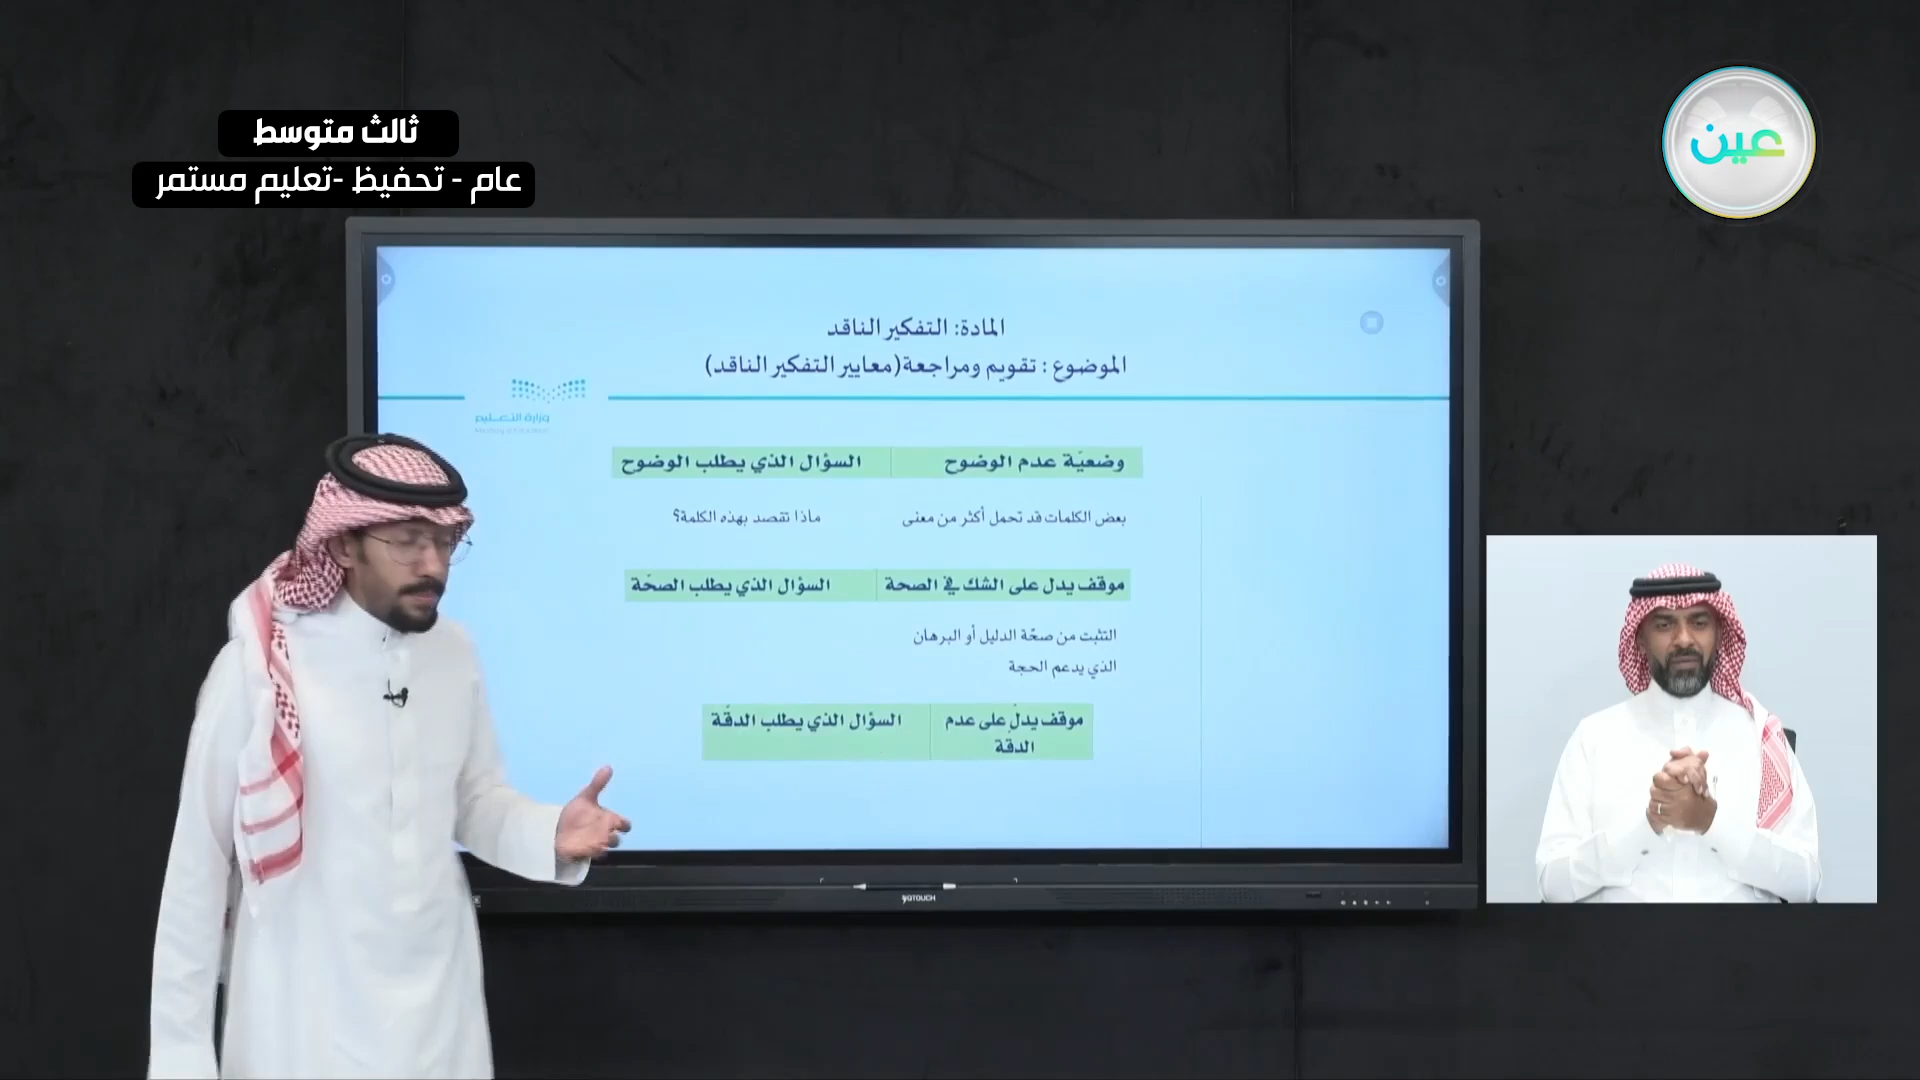 ثالث متوسط
عام - تحفيظ -تعليم مستمر
عين
المادة: التفكير الناقد
الموضوع : تقويم ومراجعة(معايير التفكير الناقد)
وزارة التعليم
وضعيّة عدم الوضوح
السؤال الذي يطلب الوضوح
بعض الكلمات قد تحمل أكثر من معنى
ماذا تقصد بهذه الكلمة؟
موقف يدل على الشك في الصحة
السؤال الذي يطلب الصحّة
التثبت من صحّة الدليل أو البرهان
الذي يدعم الحجة
موقف يدلّ على عدم
الدقّة
السؤال الذي يطلب الدقّة